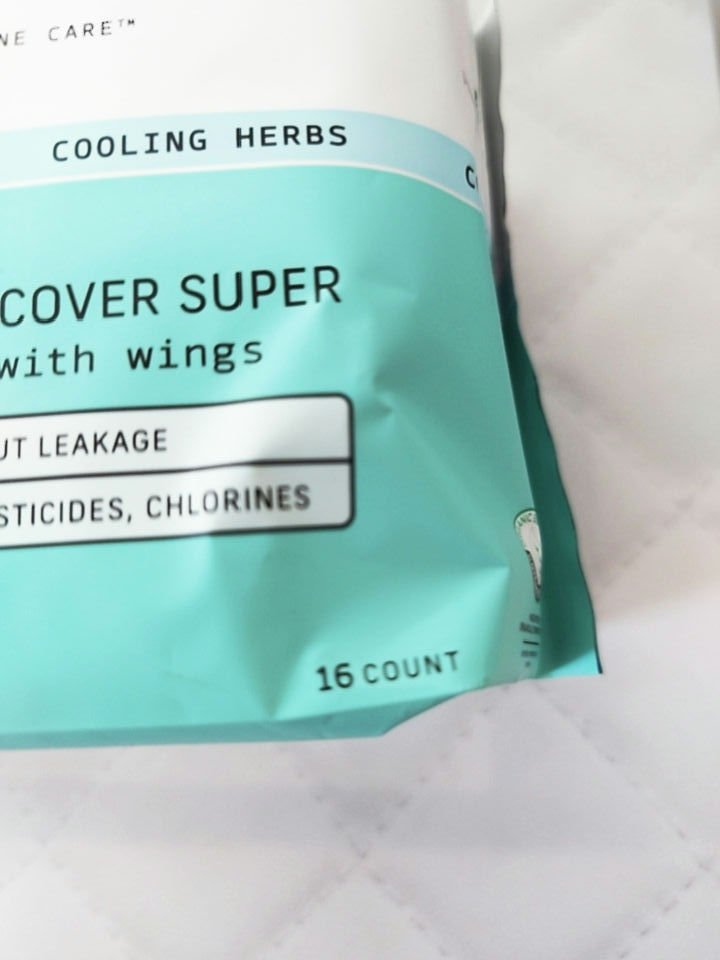 NE CARE™
COOLING HERBS
COVER SUPER
with wings
UT LEAKAGE
STICIDES, CHLORINES
16 COUNT